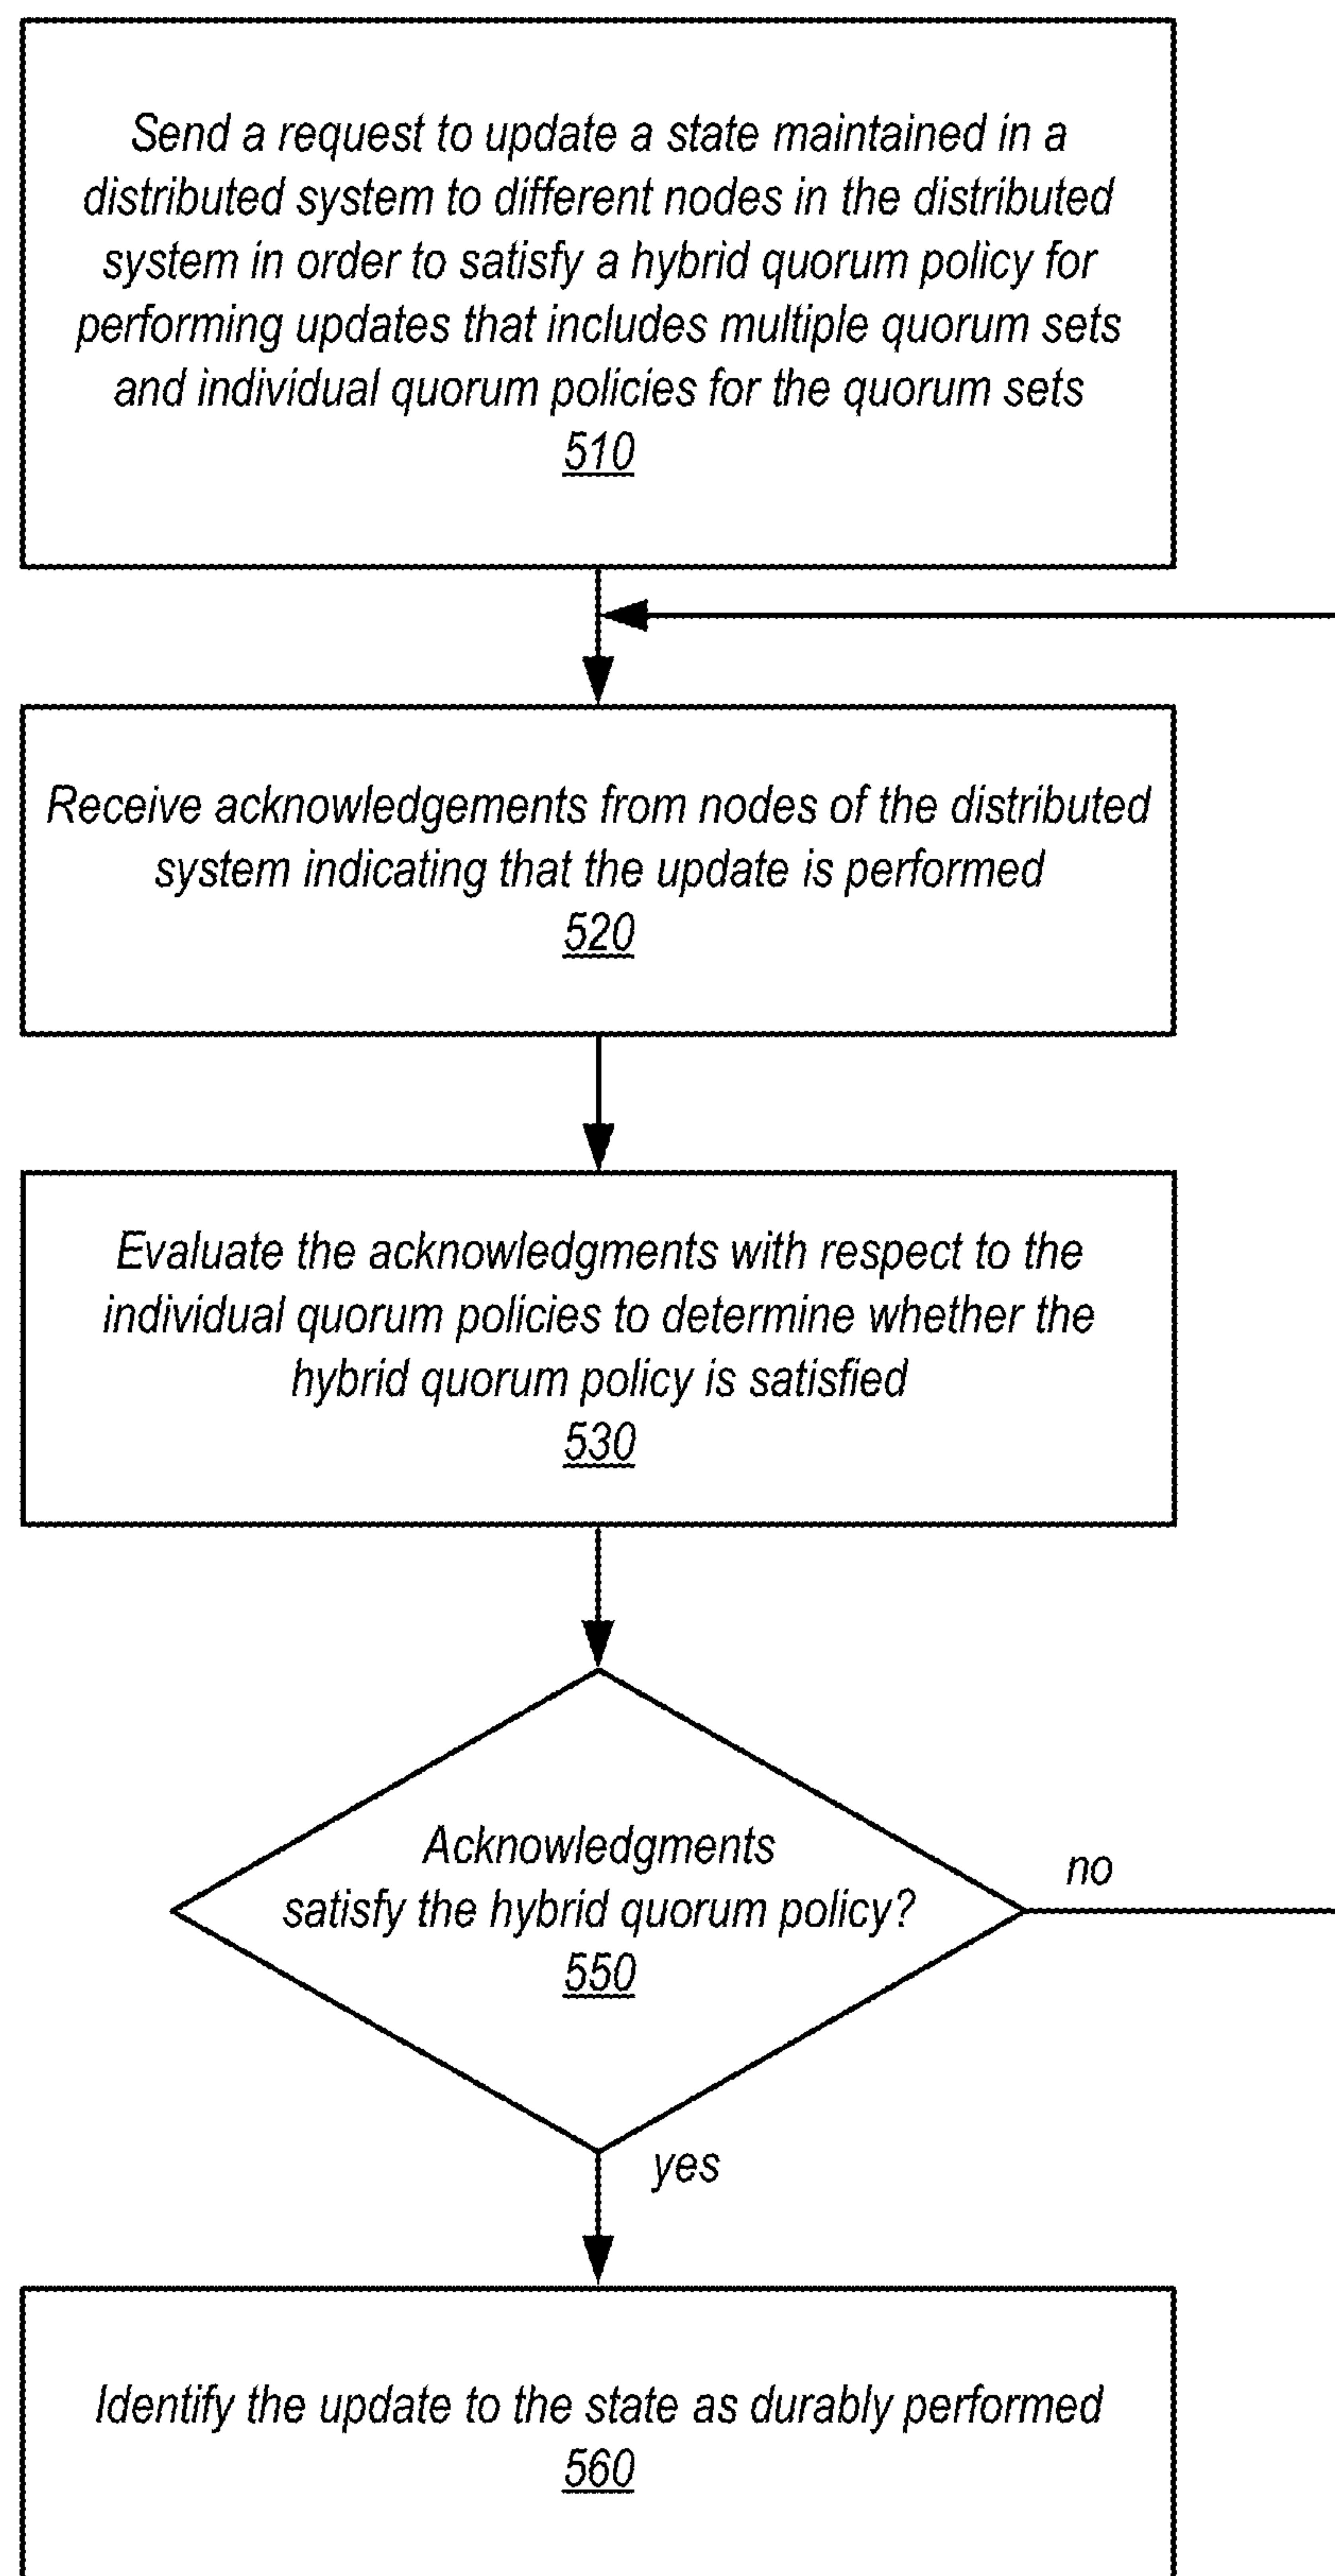 Send a request to update a state maintained in a
distributed system to different nodes in the distributed
system in order to satisfy a hybrid quorum policy for
performing updates that includes multiple quorum sets
and individual quorum policies for the quorum sets
510
Receive acknowledgements from nodes of the distributed
system indicating that the update is performed
520
Evaluate the acknowledgments with respect to the
individual quorum policies to determine whether the
hybrid quorum policy is satisfied
530
Acknowledgments
satisfy the hybrid quorum policy?
550
no
yes
Identify the update to the state as durably performed
560